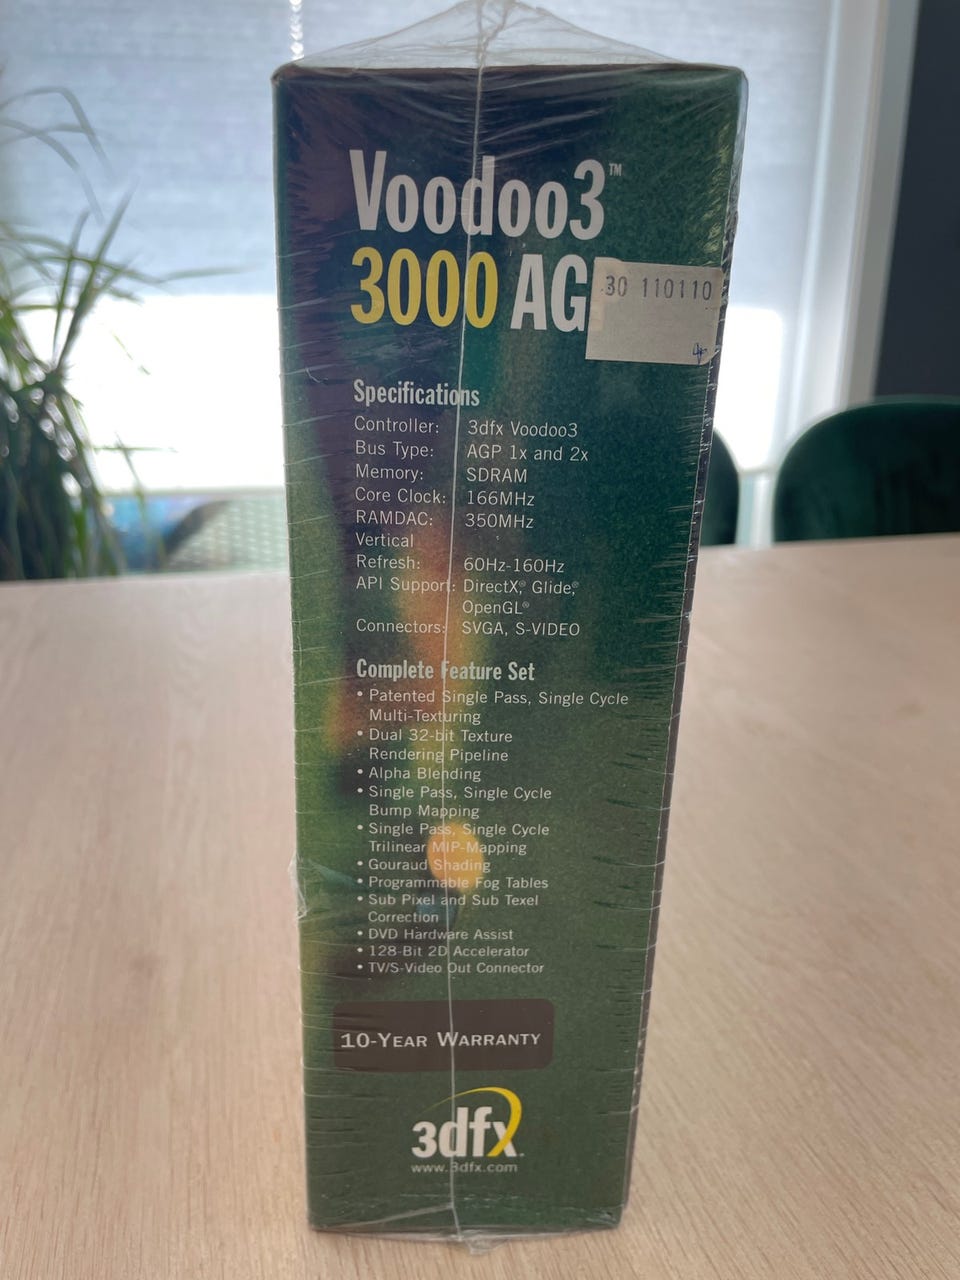 Voodoo3™
3000 AGP
30 110110
Specifications
Controller: 3dfx Voodoo3
Bus Type: AGP 1x and 2x
Memory: SDRAM
Core Clock: 166MHz
RAMDAC: 350MHz
Vertical
Refresh: 60Hz-160Hz
API Support: DirectX,® Glide,®
OpenGL®
Connectors: SVGA, S-VIDEO
Complete Feature Set
• Patented Single Pass, Single Cycle
Multi-Texturing
• Dual 32-bit Texture
Rendering Pipeline
• Alpha Blending
• Single Pass, Single Cycle
Bump Mapping
• Single Pass, Single Cycle
Trilinear MIP-Mapping
• Gouraud Shading
• Programmable Fog Tables
• Sub Pixel and Sub Texel
Correction
• DVD Hardware Assist
• 128-Bit 2D Accelerator
• TV/S-Video Out Connector
10-YEAR WARRANTY
3dfx.
www.3dfx.com